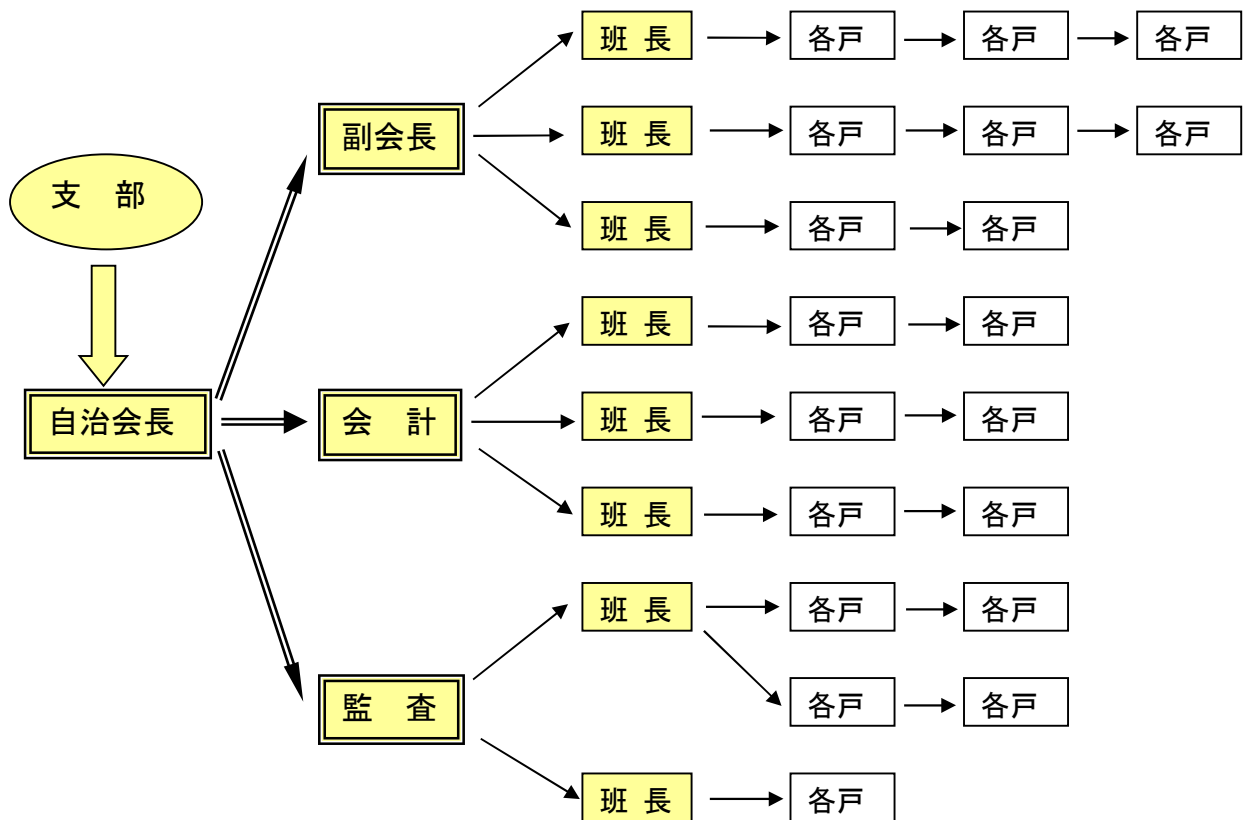 班 長 各戸 各戸 各戸
副会長
班 長 各戸 各戸 各戸
支 部
班 長 各戸 各戸
班 長 各戸 各戸
自治会長 会 計
班 長 各戸 各戸
班 長 各戸 各戸
班 長 各戸 各戸
監 査
各戸 各戸
班 長 各戸